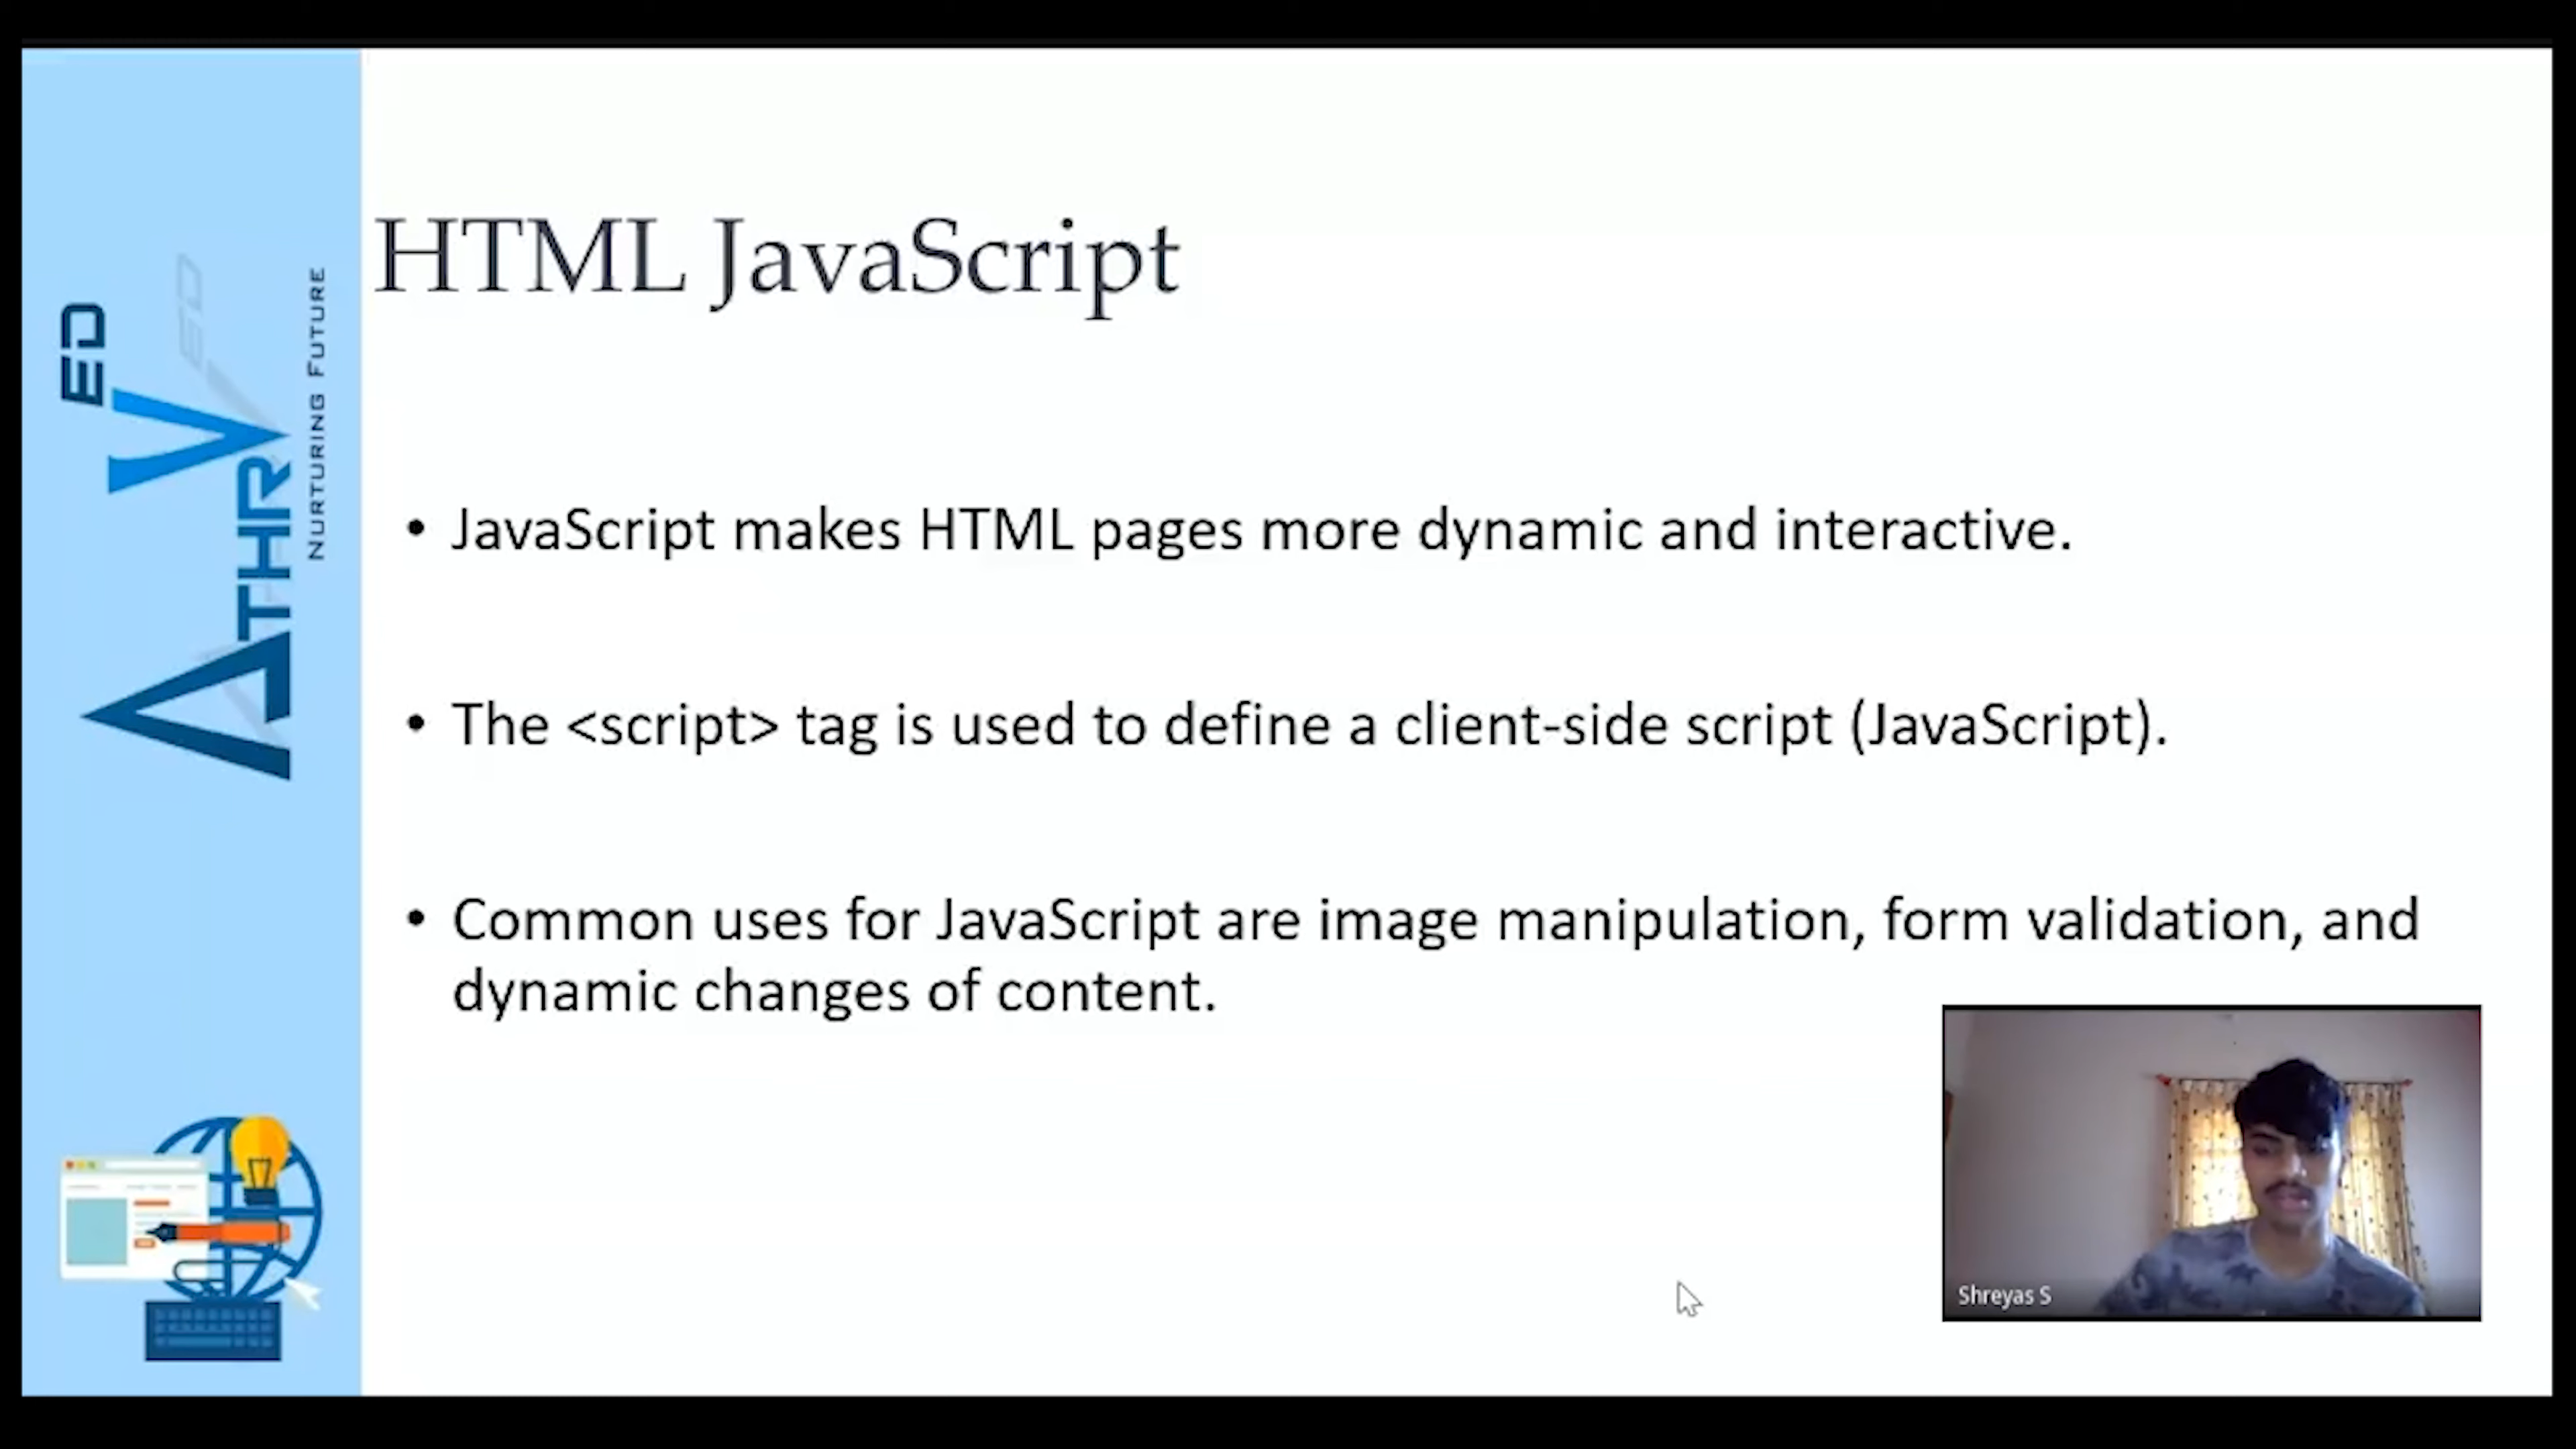 ATHRV ED
NURTURING FUTURE
HTML JavaScript
• JavaScript makes HTML pages more dynamic and interactive.
• The <script> tag is used to define a client-side script (JavaScript).
• Common uses for JavaScript are image manipulation, form validation, and
dynamic changes of content.
Shreyas S